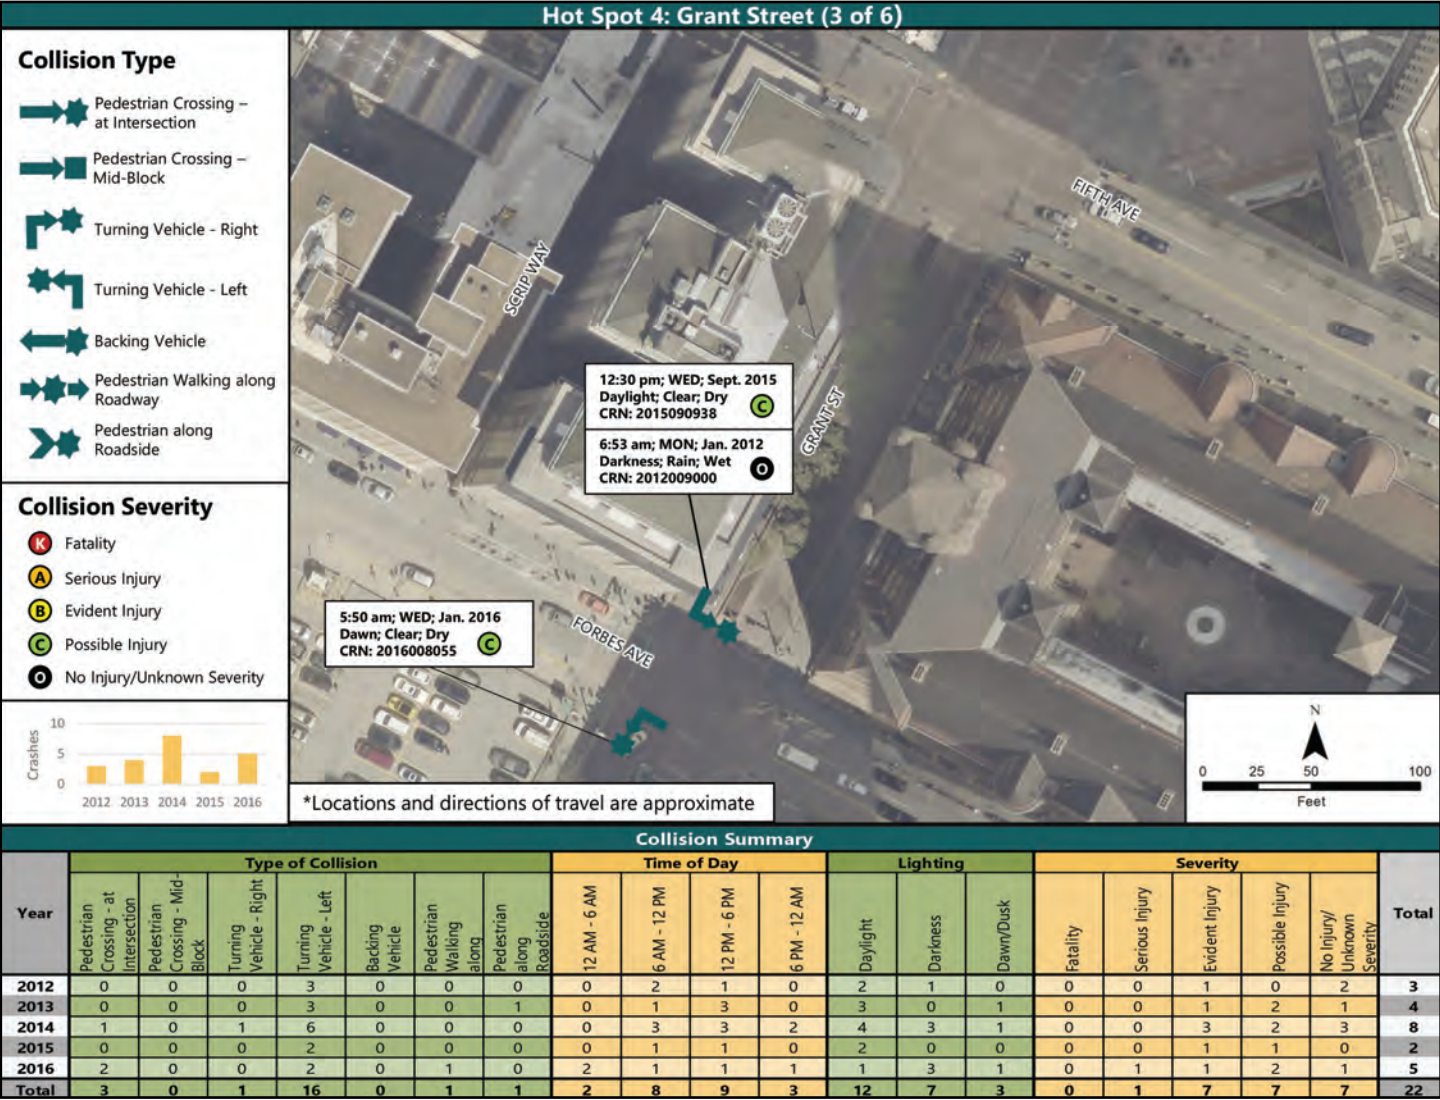 Hot Spot 4: Grant Street (3 of 6)
Collision Type
Pedestrian Crossing –
at Intersection
Pedestrian Crossing –
Mid-Block
Turning Vehicle - Right
Turning Vehicle - Left
Backing Vehicle
Pedestrian Walking along
Roadway
Pedestrian along
Roadside
Collision Severity
K Fatality
A Serious Injury
B Evident Injury
C Possible Injury
O No Injury/Unknown Severity
Crashes
10
5
0
2012 2013 2014 2015 2016
FIFTH AVE
SCRIP WAY
GRANT ST
FORBES AVE
12:30 pm; WED; Sept. 2015
Daylight; Clear; Dry
CRN: 2015090938
C
6:53 am; MON; Jan. 2012
Darkness; Rain; Wet
CRN: 2012009000
O
5:50 am; WED; Jan. 2016
Dawn; Clear; Dry
CRN: 2016008055
C
*Locations and directions of travel are approximate
N
0 25 50 100
Feet
Collision Summary
Year Type of Collision Time of Day Lighting Severity Total
Pedestrian Crossing - at Intersection
Pedestrian Crossing - Mid-Block
Turning Vehicle - Right
Turning Vehicle - Left
Backing Vehicle
Pedestrian Walking along
Pedestrian along Roadside
12 AM - 6 AM
6 AM - 12 PM
12 PM - 6 PM
6 PM - 12 AM
Daylight
Darkness
Dawn/Dusk
Fatality
Serious Injury
Evident Injury
Possible Injury
No Injury/ Unknown Severity
2012 0 0 0 3 0 0 0 0 2 1 0 2 1 0 0 0 1 0 2 3
2013 0 0 0 3 0 0 1 0 1 3 0 3 0 1 0 0 1 2 1 4
2014 1 0 1 6 0 0 0 0 3 3 2 4 3 1 0 0 3 2 3 8
2015 0 0 0 2 0 0 0 0 1 1 0 2 0 0 0 0 1 1 0 2
2016 2 0 0 2 0 1 0 2 1 1 1 1 3 1 0 1 1 2 1 5
Total 3 0 1 16 0 1 1 2 8 9 3 12 7 3 0 1 7 7 7 22